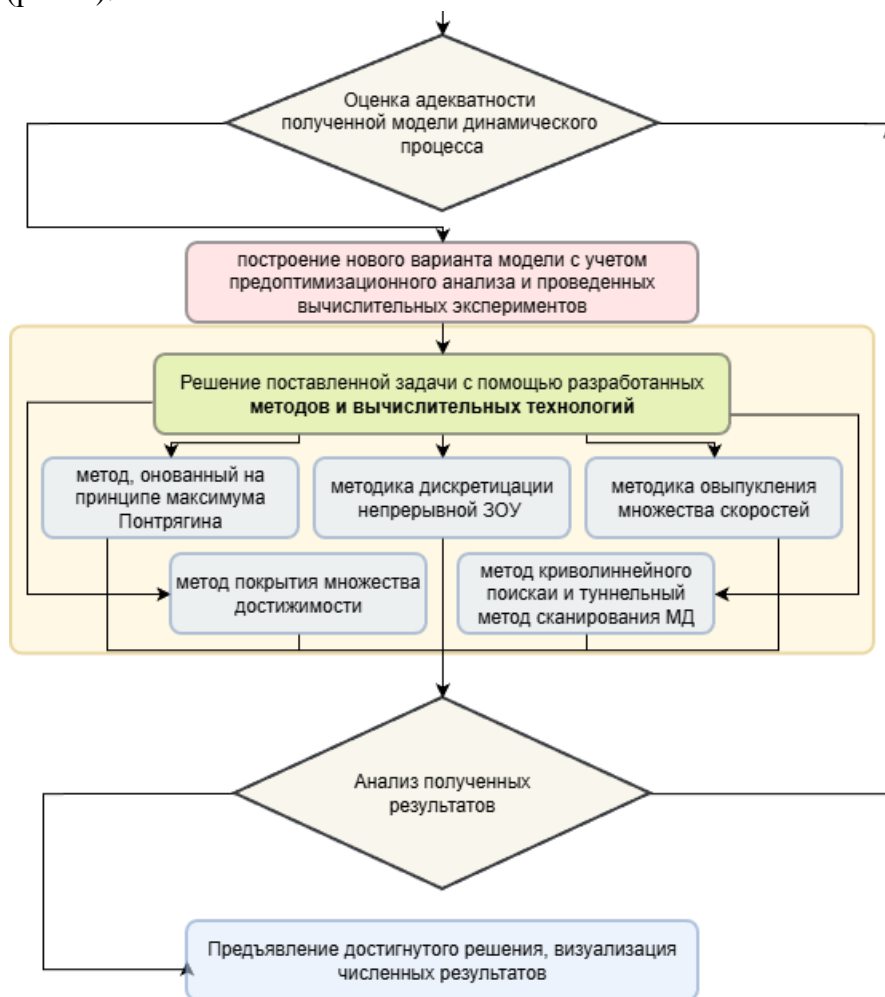 Оценка адекватности
полученной модели динамического
процесса
построение нового варианта модели с учетом
предоптимизационного анализа и проведенных
вычислительных экспериментов
Решение поставленной задачи с помощью разработанных
методов и вычислительных технологий
метод, онованный на
принципе максимума
Понтрягина
методика дискретицации
непрерывной ЗОУ
методика овыпукления
множества скоростей
метод покрытия множества
достижимости
метод криволиннейного
поискаи и туннельный
метод сканирования МД
Анализ полученных
результатов
Предъявление достигнутого решения, визуализация
численных результатов